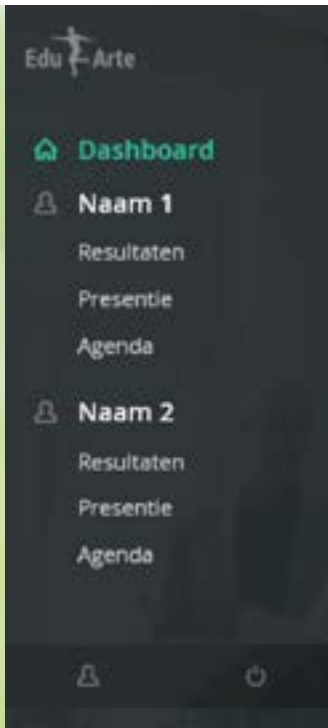 Edu Arte
Dashboard
Naam 1
Resultaten
Presentie
Agenda
Naam 2
Resultaten
Presentie
Agenda